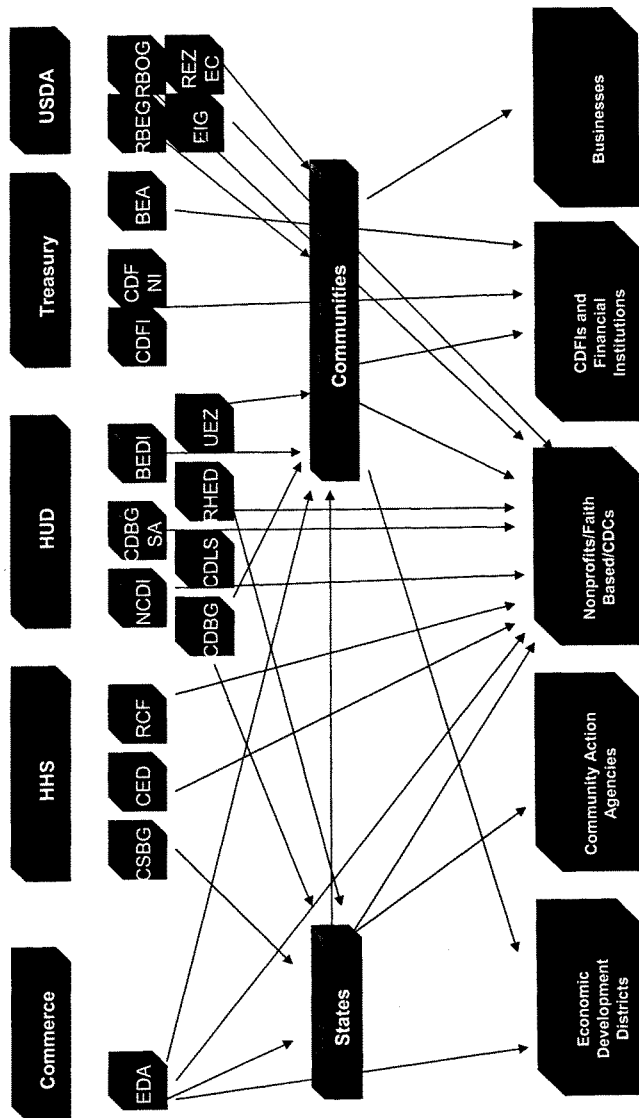 Commerce
HHS
HUD
Treasury
USDA
EDA
CSBG
CED
RCF
NCDI
CDBG
SA
BEDI
CDFI
CDF
NI
BEA
RBEG
RBOG
CDBG
CDLS
RHED
UEZ
EIG
REZ
EC
States
Communities
Economic
Development
Districts
Community Action
Agencies
Nonprofits/Faith
Based/CDCs
CDFIs and
Financial
Institutions
Businesses